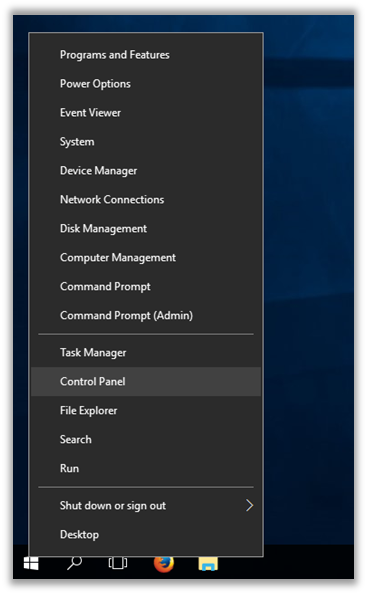 Programs and Features
Power Options
Event Viewer
System
Device Manager
Network Connections
Disk Management
Computer Management
Command Prompt
Command Prompt (Admin)
Task Manager
Control Panel
File Explorer
Search
Run
Shut down or sign out
Desktop